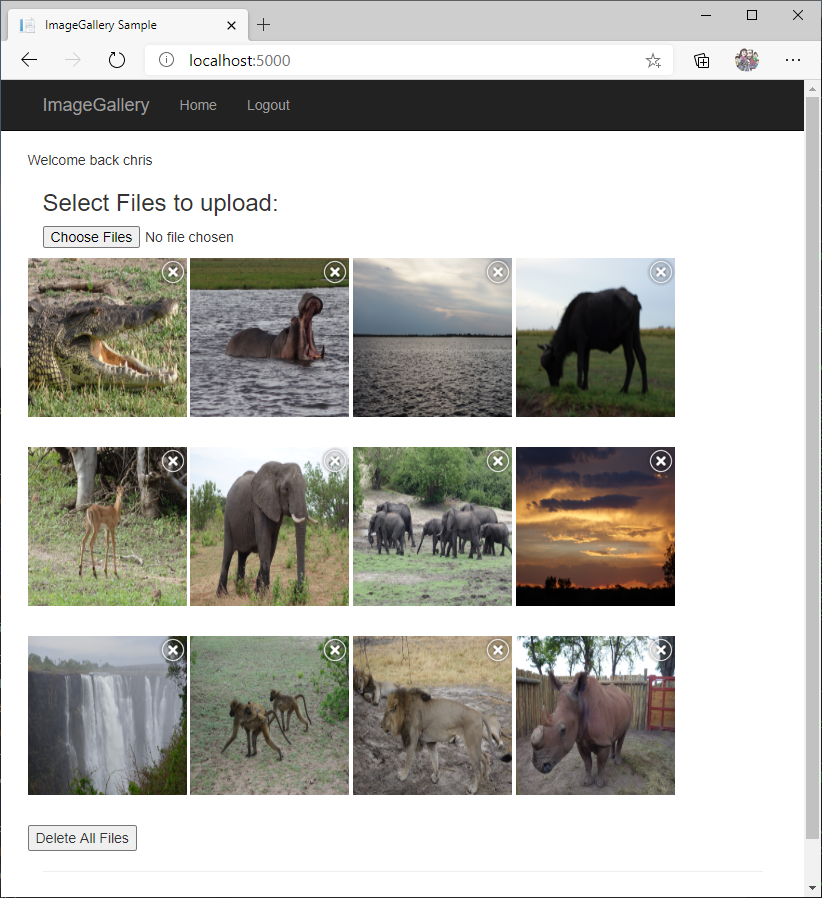 ImageGallery Sample
localhost:5000
ImageGallery Home Logout
Welcome back chris
Select Files to upload:
Choose Files No file chosen
Delete All Files